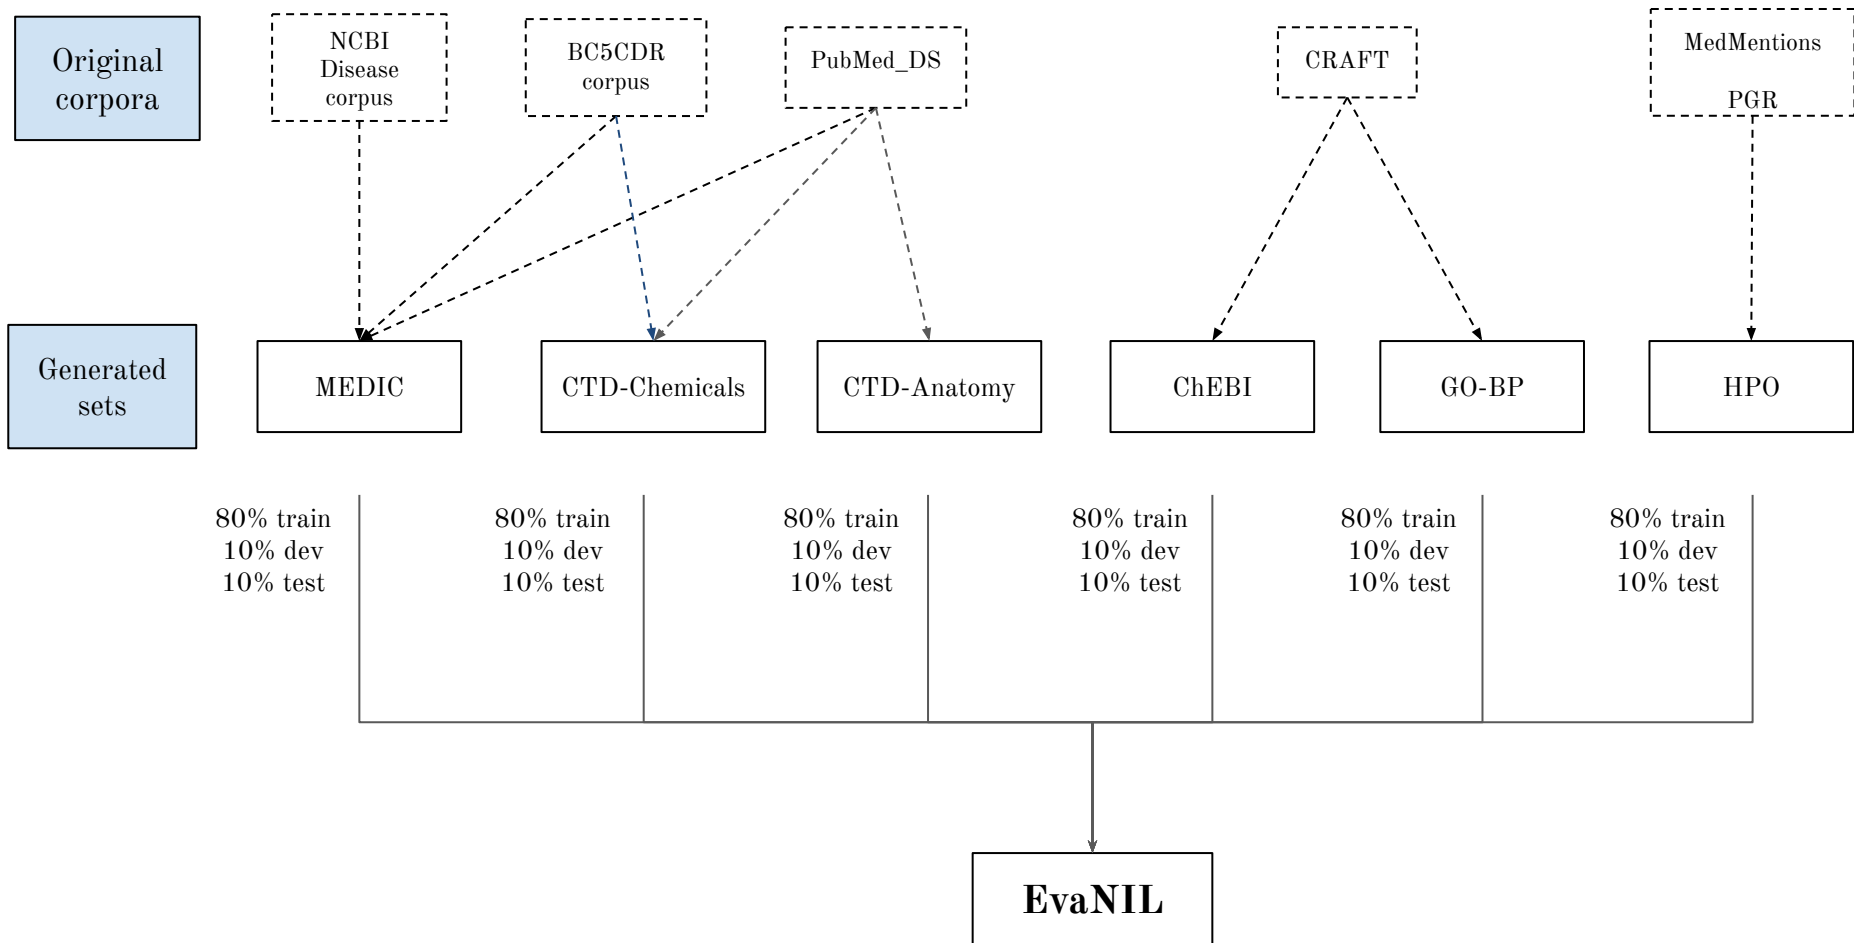 Original
corpora
NCBI
Disease
corpus
BC5CDR
corpus
PubMed_DS
CRAFT
MedMentions
PGR
Generated
sets
MEDIC
CTD-Chemicals
CTD-Anatomy
ChEBI
GO-BP
HPO
80% train
10% dev
10% test
80% train
10% dev
10% test
80% train
10% dev
10% test
80% train
10% dev
10% test
80% train
10% dev
10% test
80% train
10% dev
10% test
EvaNIL